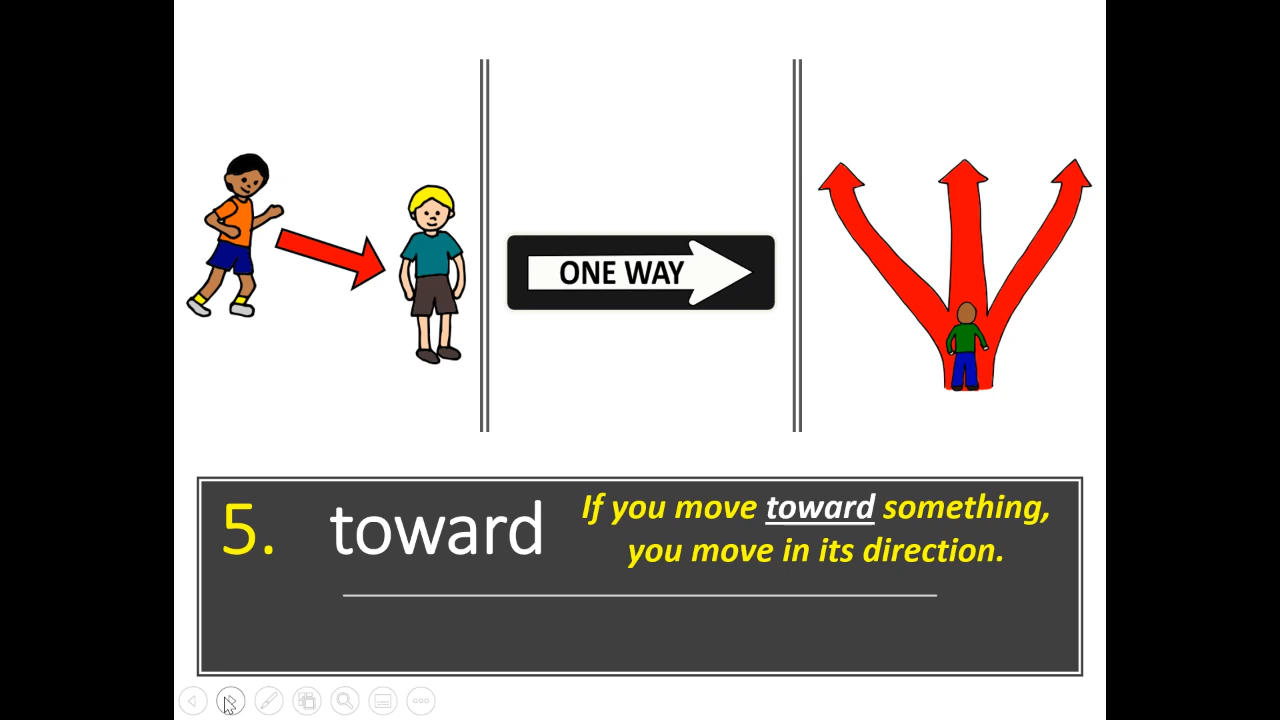 ONE WAY
5. toward
If you move toward something,
you move in its direction.